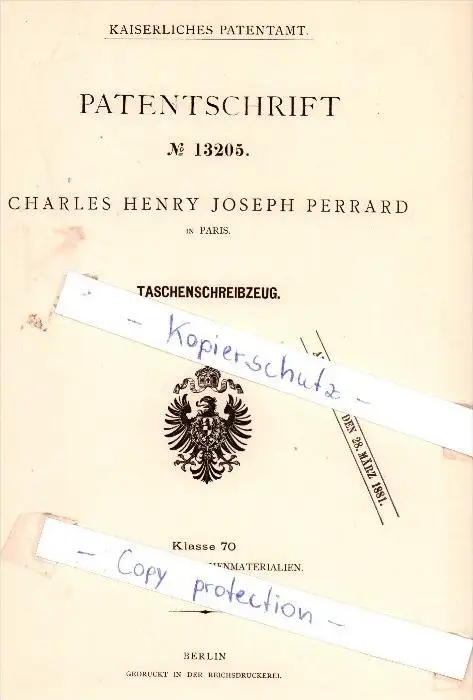 KAISERLICHES PATENTAMT.
PATENTSCHRIFT
№ 13205.
CHARLES HENRY JOSEPH PERRARD
IN PARIS.
TASCHENSCHREIBZEUG.
- Kopierschutz -
DEN 28. MÄRZ 1881.
Klasse 70
- Copy protection -
BERLIN
GEDRUCKT IN DER REICHSDRUCKEREI.